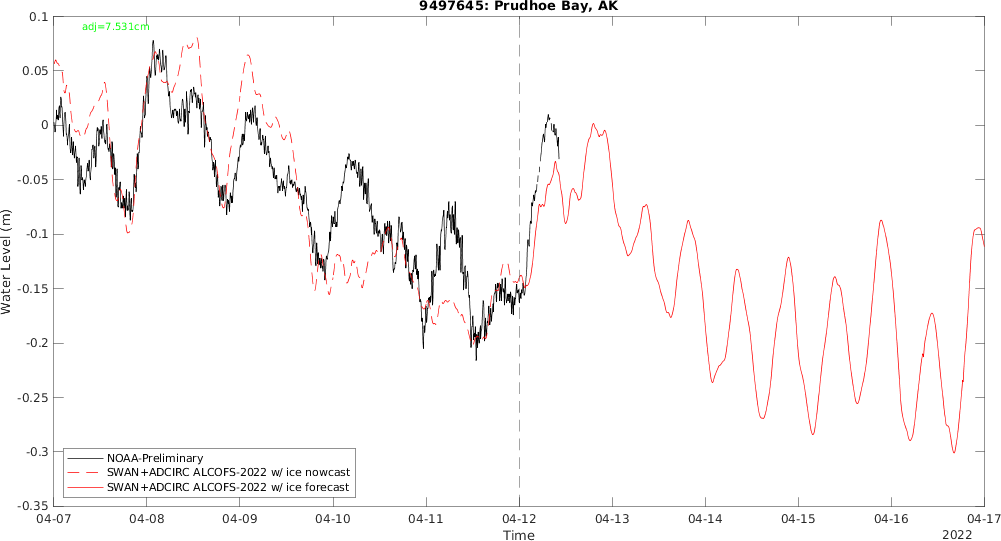 9497645: Prudhoe Bay, AK
adj=7.531cm
0.1
0.05
0
-0.05
-0.1
-0.15
-0.2
-0.25
-0.3
-0.35
Water Level (m)
NOAA-Preliminary
SWAN+ADCIRC ALCOFS-2022 w/ ice nowcast
SWAN+ADCIRC ALCOFS-2022 w/ ice forecast
04-07 04-08 04-09 04-10 04-11 04-12 04-13 04-14 04-15 04-16 04-17
Time
2022